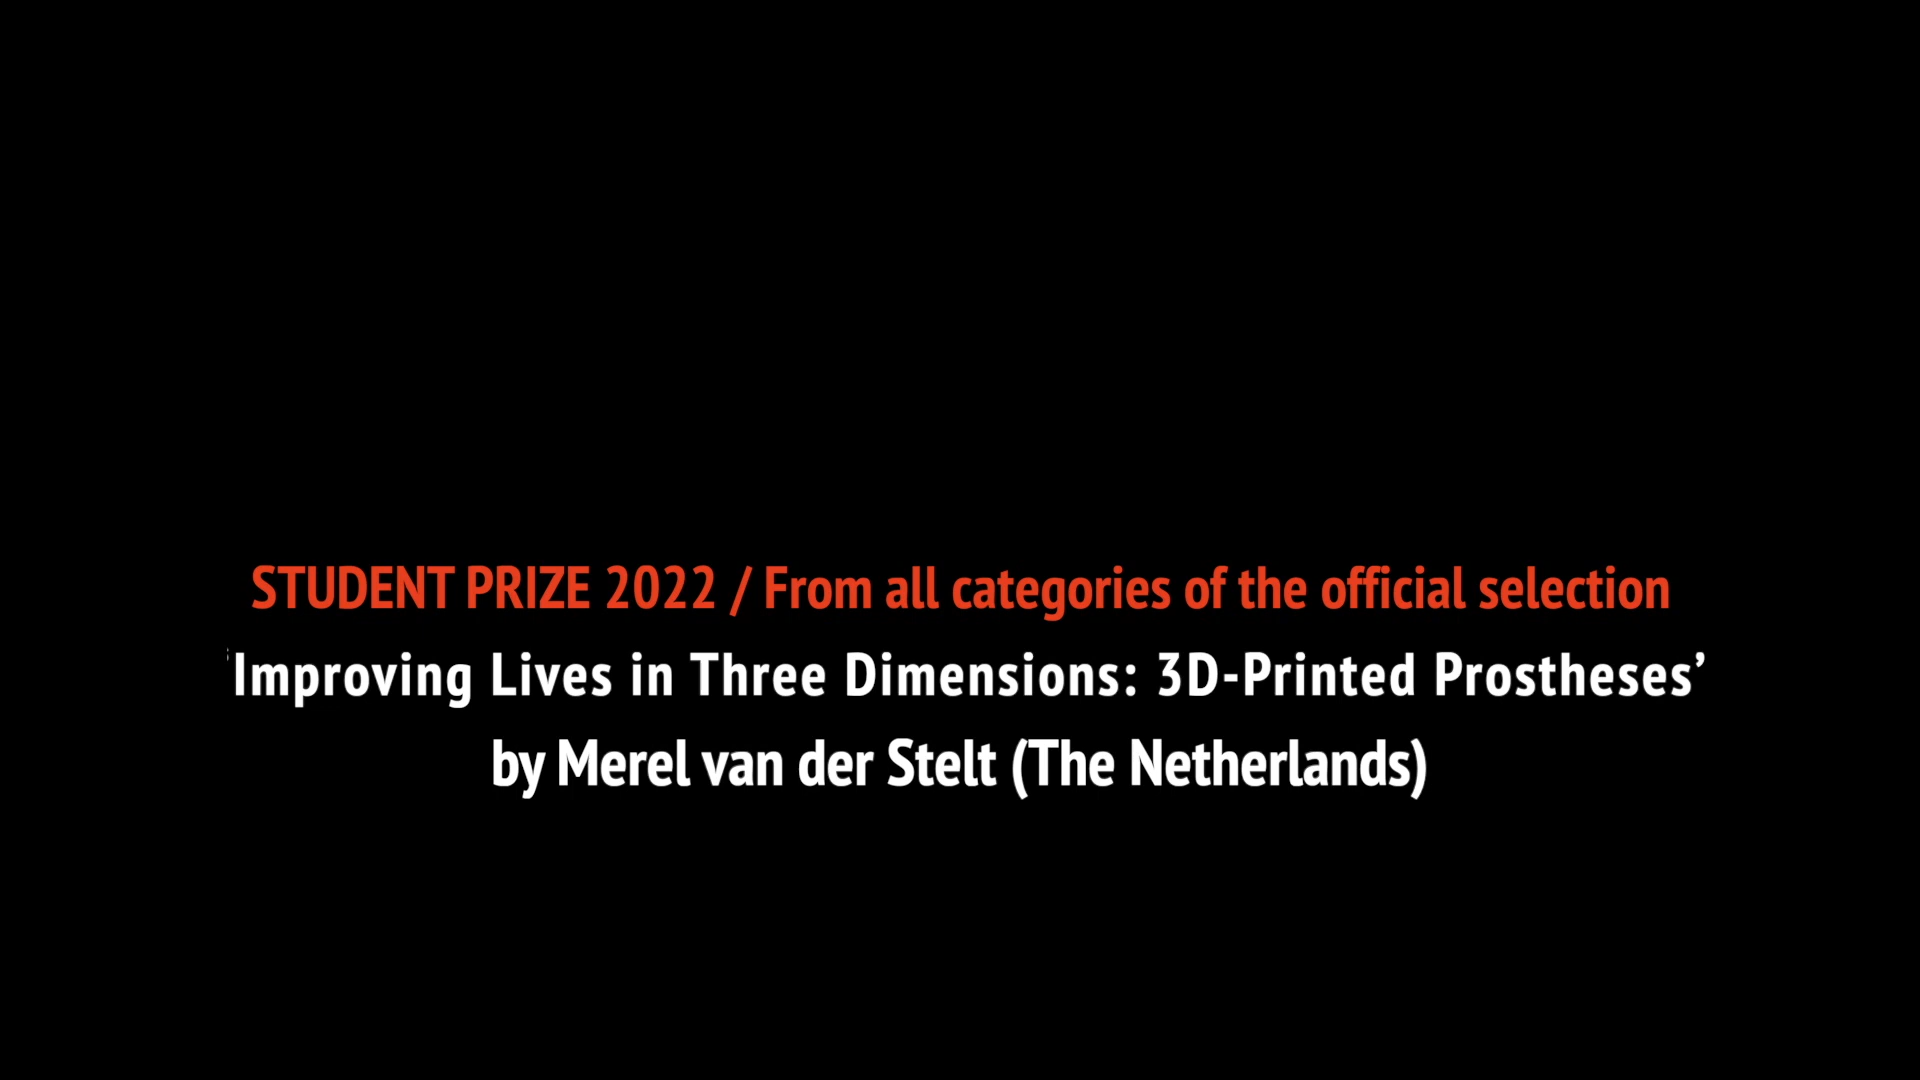 STUDENT PRIZE 2022 / From all categories of the official selection
‘Improving Lives in Three Dimensions: 3D-Printed Prostheses’
by Merel van der Stelt (The Netherlands)